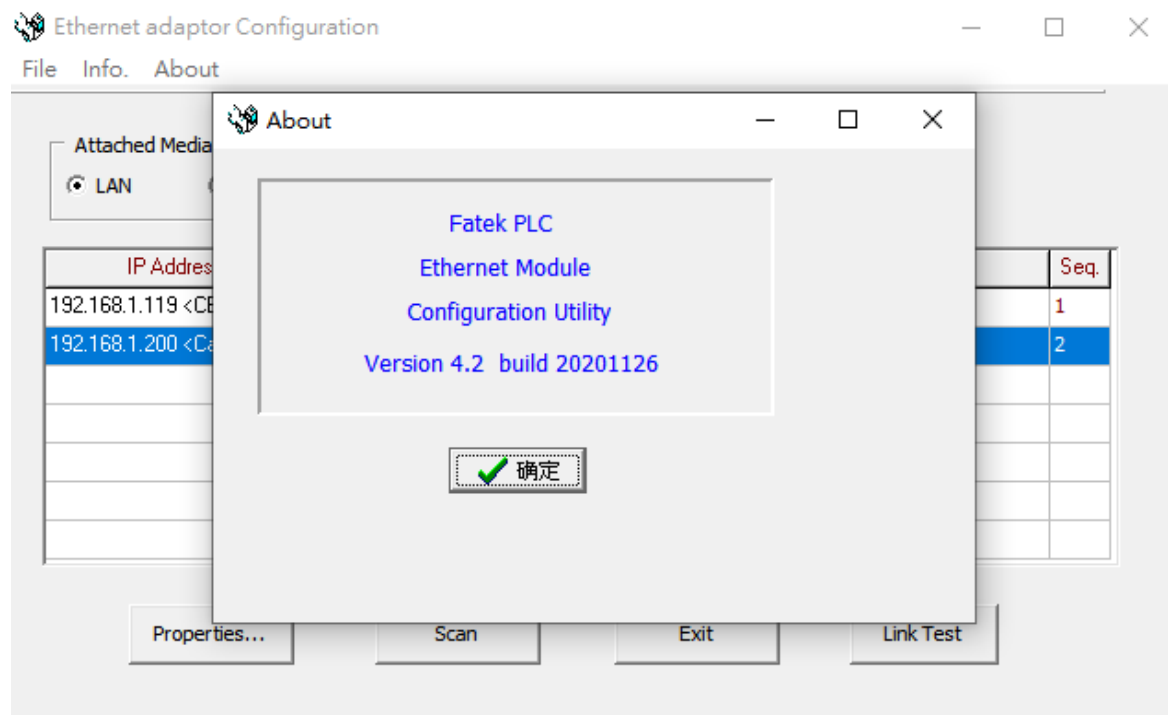 Ethernet adaptor Configuration
File Info. About
About
Attached Media
LAN
Fatek PLC
Ethernet Module
Configuration Utility
Version 4.2 build 20201126
IP Addres
Seq.
192.168.1.119 <CE
1
192.168.1.200 <Ca
2
确定
Properties...
Scan
Exit
Link Test